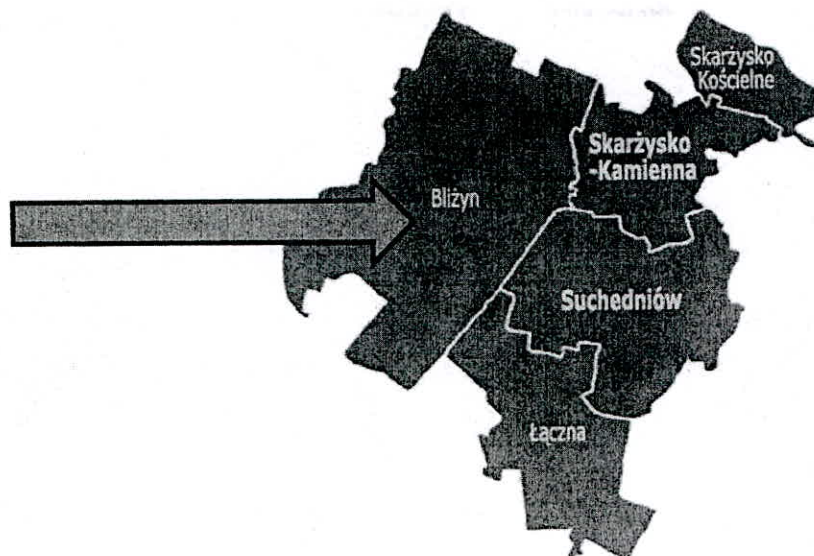 Skarżysko
Kościelne
Skarżysko
-Kamienna
Bliżyn
Suchedniów
Łączna